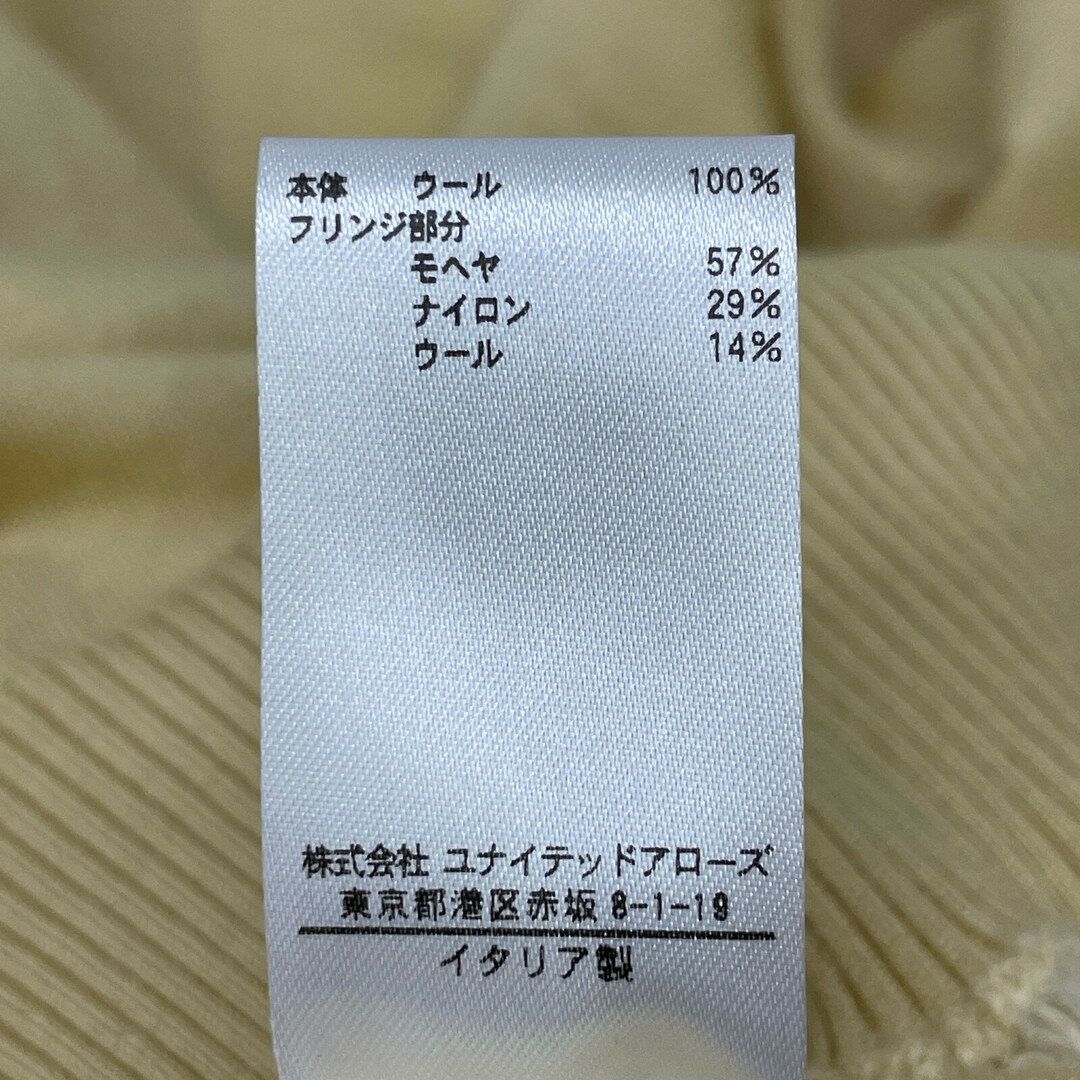 本体 ウール 100%
フリンジ部分
モヘヤ 57%
ナイロン 29%
ウール 14%
株式会社 ユナイテッドアローズ
東京都港区赤坂 8-1-19
イタリア製